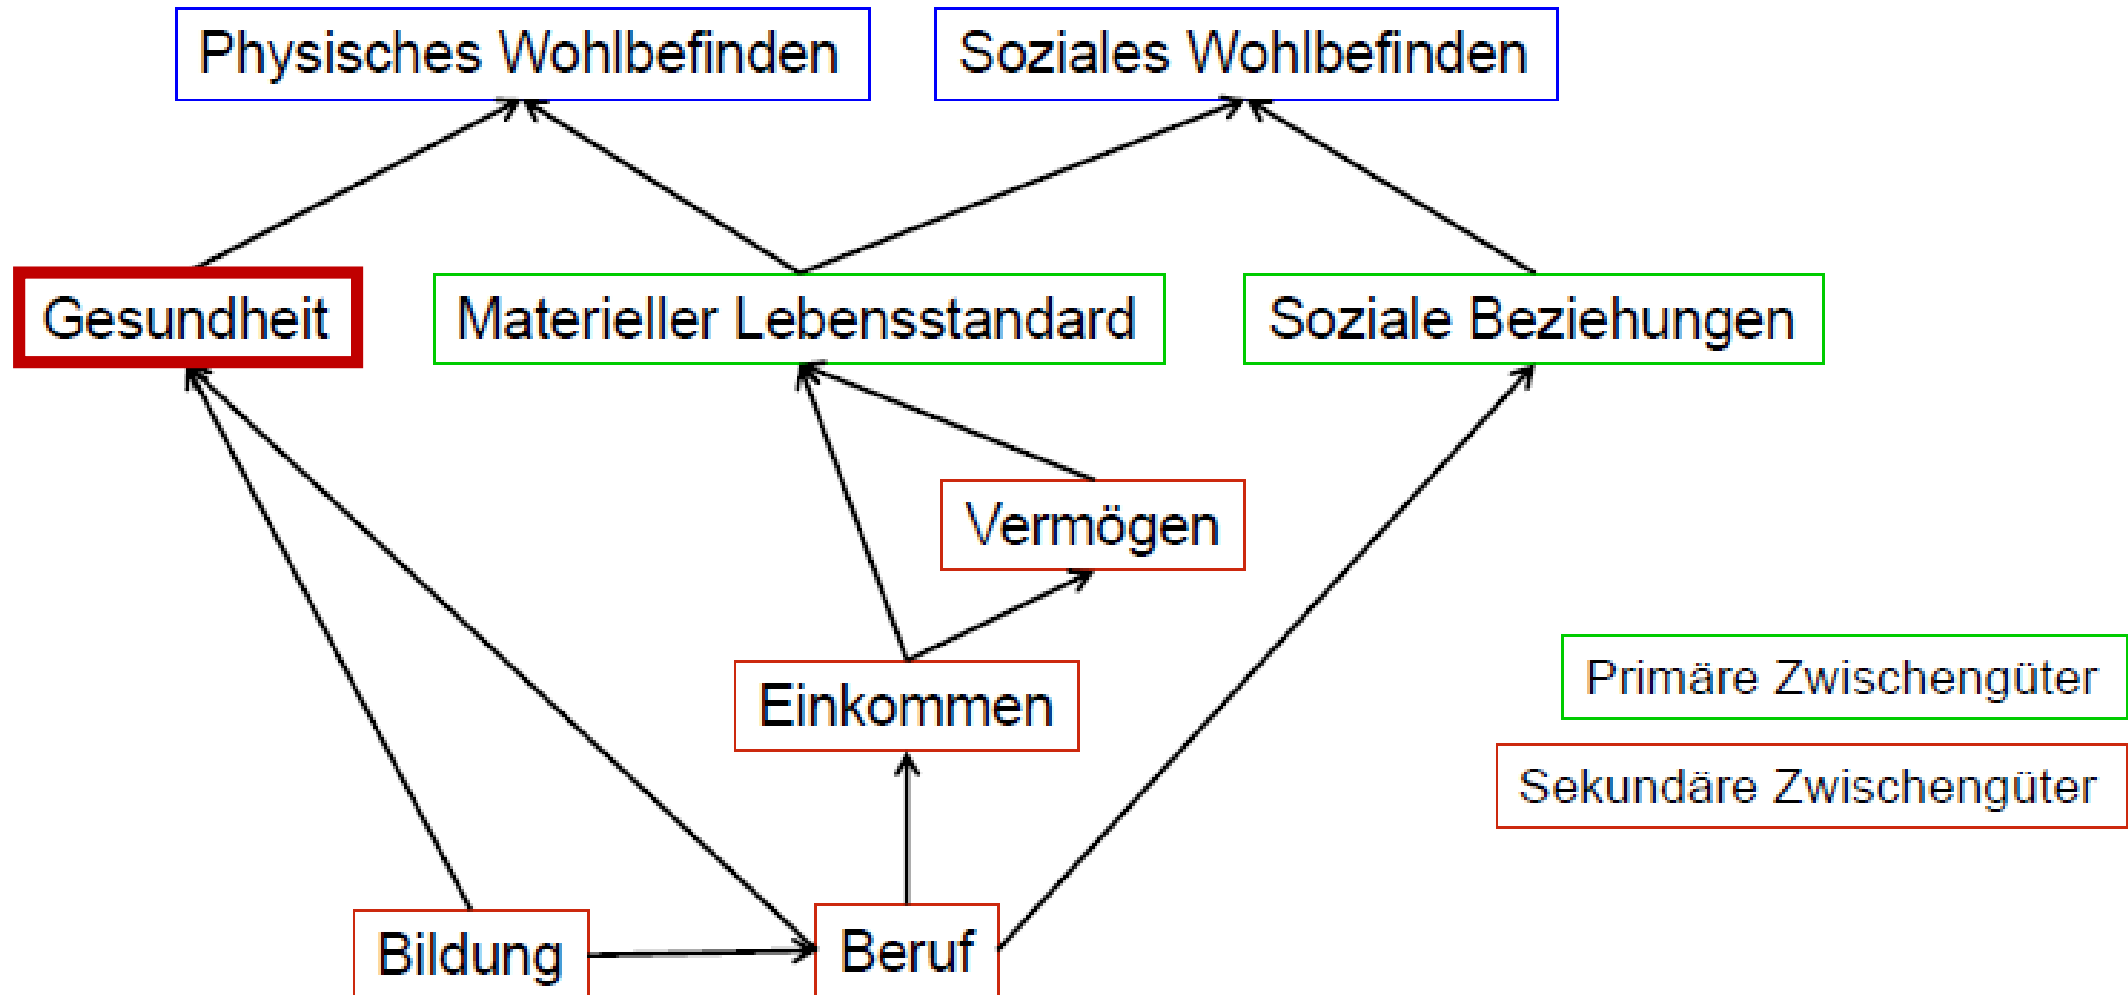 Physisches Wohlbefinden
Soziales Wohlbefinden
Gesundheit
Materieller Lebensstandard
Soziale Beziehungen
Vermögen
Einkommen
Primäre Zwischengüter
Sekundäre Zwischengüter
Bildung
Beruf